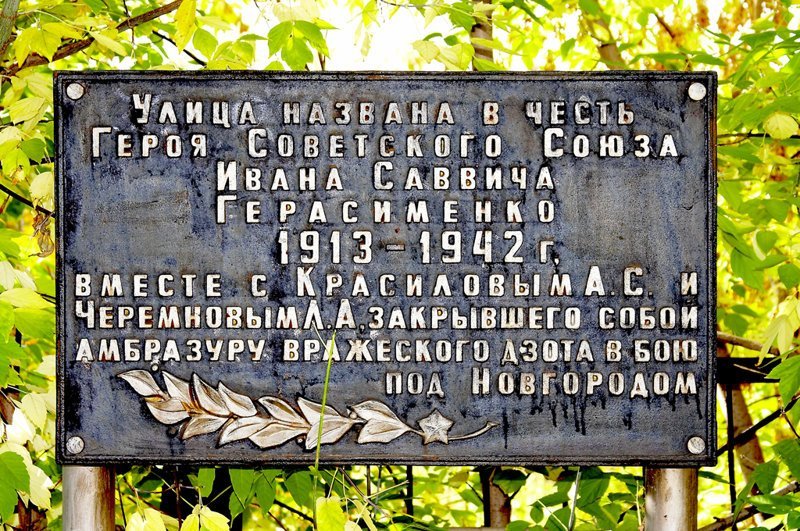 Улица названа в честь
Героя Советского Союза
Ивана Саввича
Герасименко
1913-1942 г.
вместе с Красиловым А.С. и
Черемновым Л.А, закрывшего собой
амбразуру вражеского дзота в бою
под Новгородом